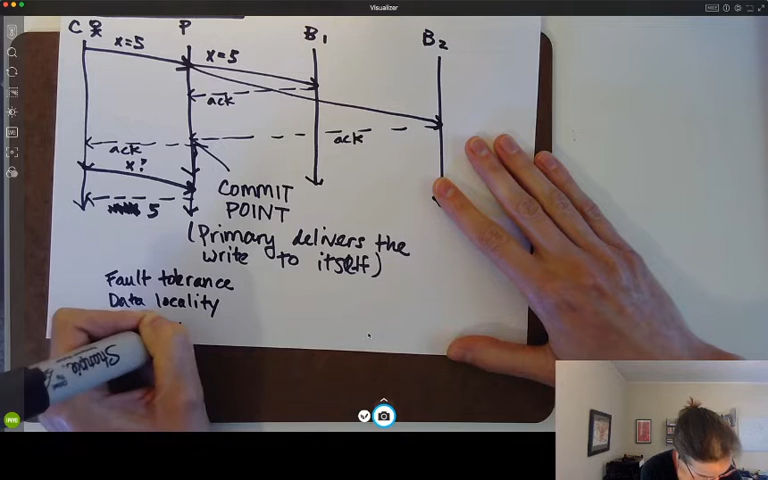 Visualizer
C P B1 B2
x=5 x=5
ack
ack ack
x?
COMMIT
5 POINT
(Primary delivers the
write to itself)
Fault tolerance
Data locality
Sharpie